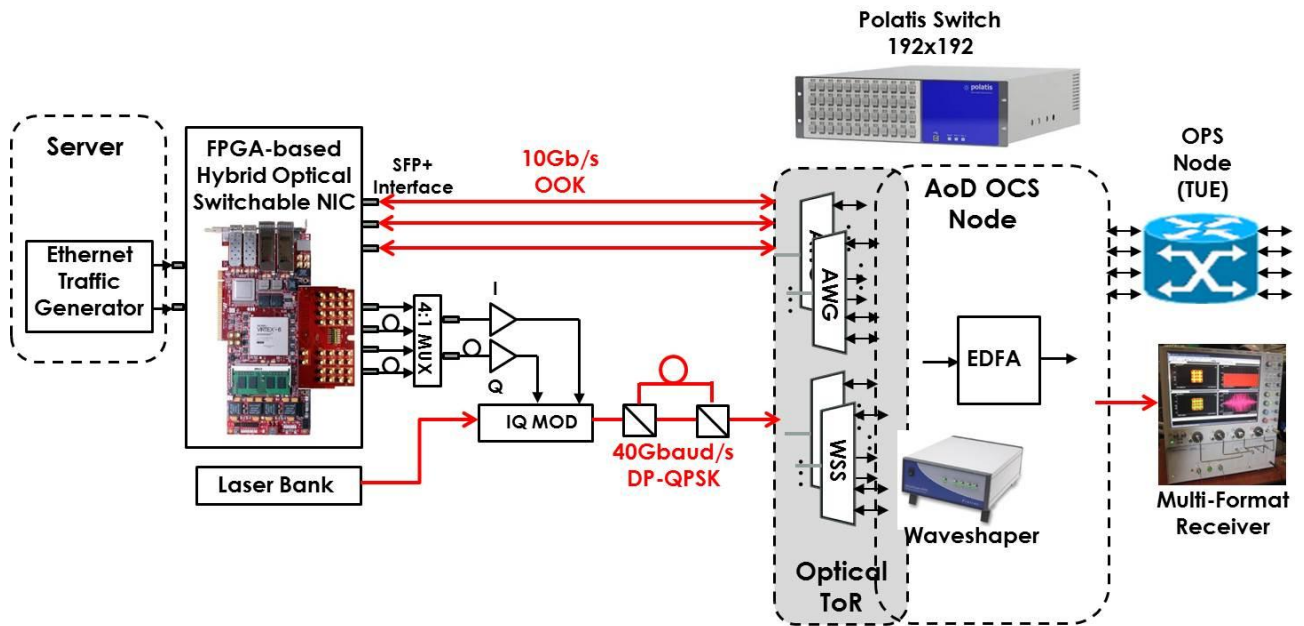 Polatis Switch
192x192
polatis
Server
FPGA-based
Hybrid Optical
Switchable NIC
SFP+
Interface
10Gb/s
OOK
AoD OCS
Node
OPS
Node
(TUE)
Ethernet
Traffic
Generator
4:1 MUX
I
Q
AWG
EDFA
IQ MOD
40Gbaud/s
DP-QPSK
WSS
Laser Bank
Waveshaper
Multi-Format
Receiver
Optical
ToR